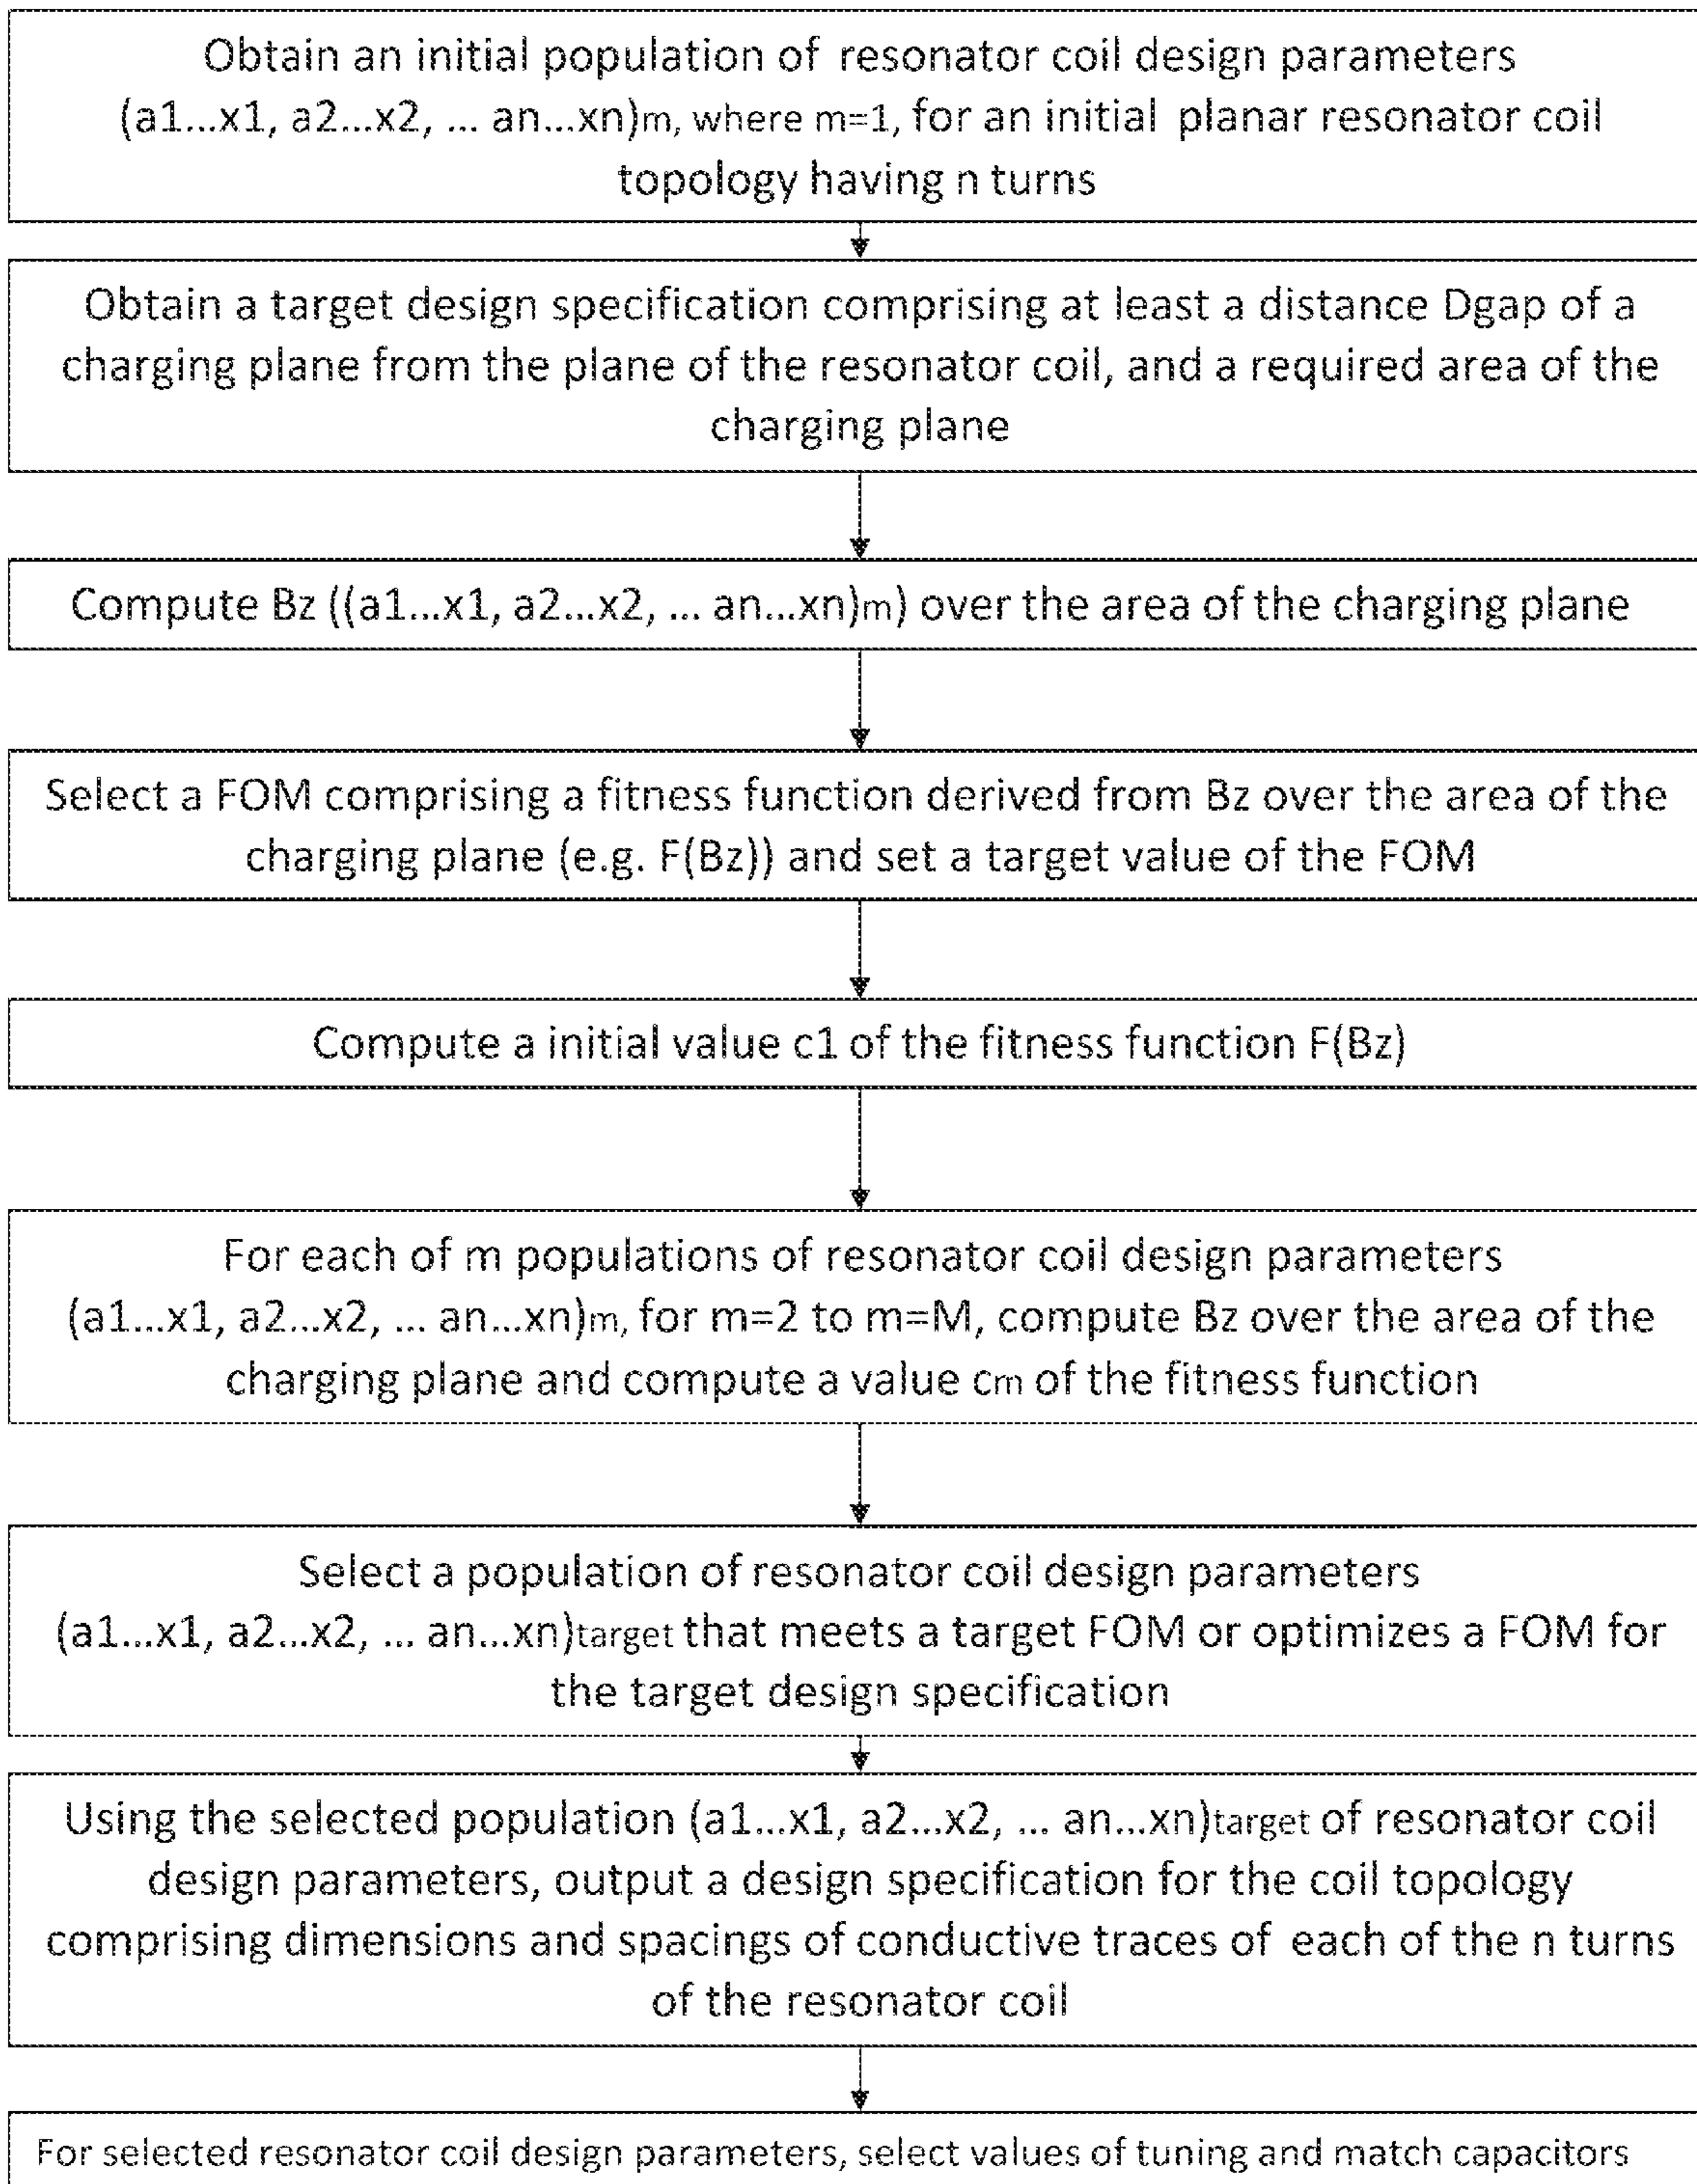 Obtain an initial population of resonator coil design parameters
(a1...x1, a2...x2, ... an...xn)m, where m=1, for an initial planar resonator coil
topology having n turns
Obtain a target design specification comprising at least a distance Dgap of a
charging plane from the plane of the resonator coil, and a required area of the
charging plane
Compute Bz ((a1...x1, a2...x2, ... an...xn)m) over the area of the charging plane
Select a FOM comprising a fitness function derived from Bz over the area of the
charging plane (e.g. F(Bz)) and set a target value of the FOM
Compute a initial value c1 of the fitness function F(Bz)
For each of m populations of resonator coil design parameters
(a1...x1, a2...x2, ... an...xn)m, for m=2 to m=M, compute Bz over the area of the
charging plane and compute a value cm of the fitness function
Select a population of resonator coil design parameters
(a1...x1, a2...x2, ... an...xn)target that meets a target FOM or optimizes a FOM for
the target design specification
Using the selected population (a1...x1, a2...x2, ... an...xn)target of resonator coil
design parameters, output a design specification for the coil topology
comprising dimensions and spacings of conductive traces of each of the n turns
of the resonator coil
For selected resonator coil design parameters, select values of tuning and match capacitors